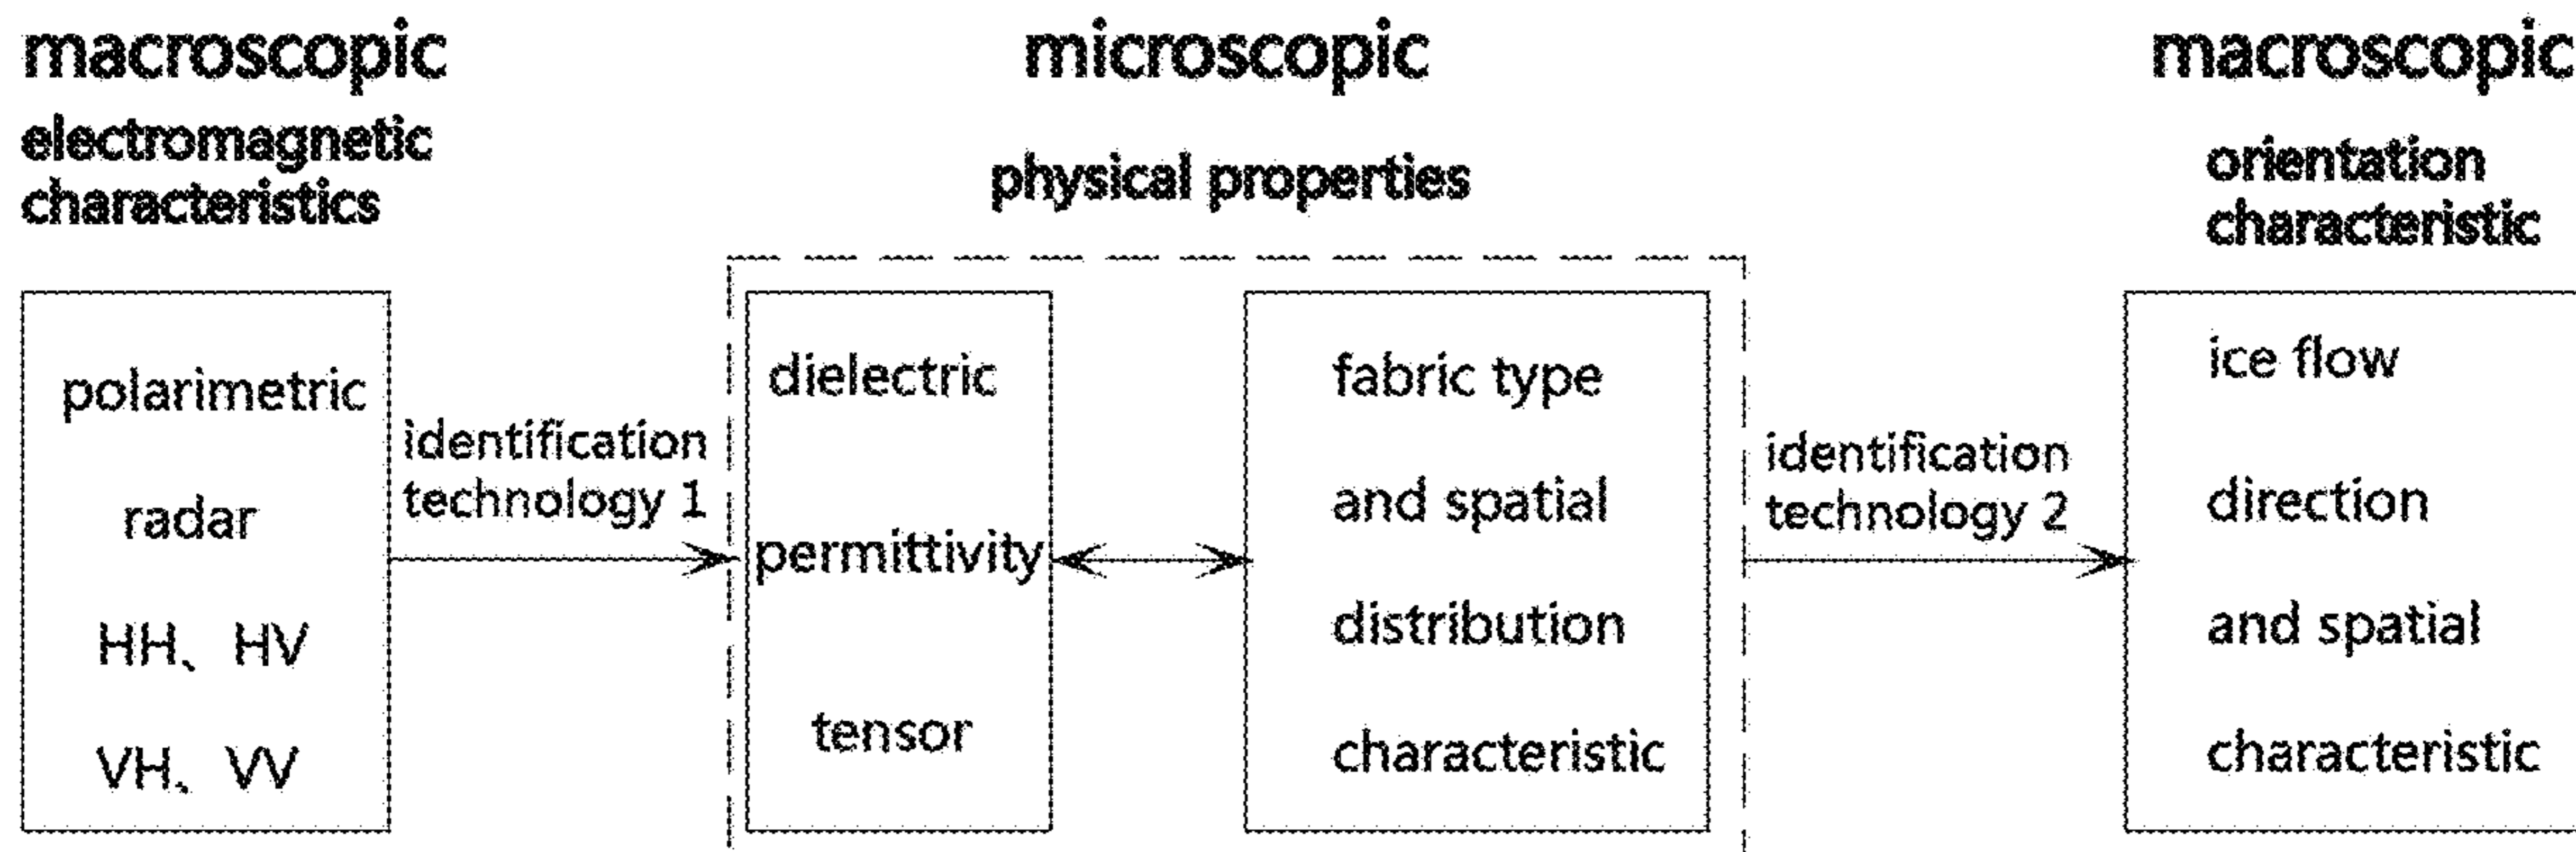 macroscopic
electromagnetic
characteristics
polarimetric
radar
HH、HV
VH、VV
identification
technology 1
microscopic
physical properties
dielectric
permittivity
tensor
fabric type
and spatial
distribution
characteristic
identification
technology 2
macroscopic
orientation
characteristic
ice flow
direction
and spatial
characteristic